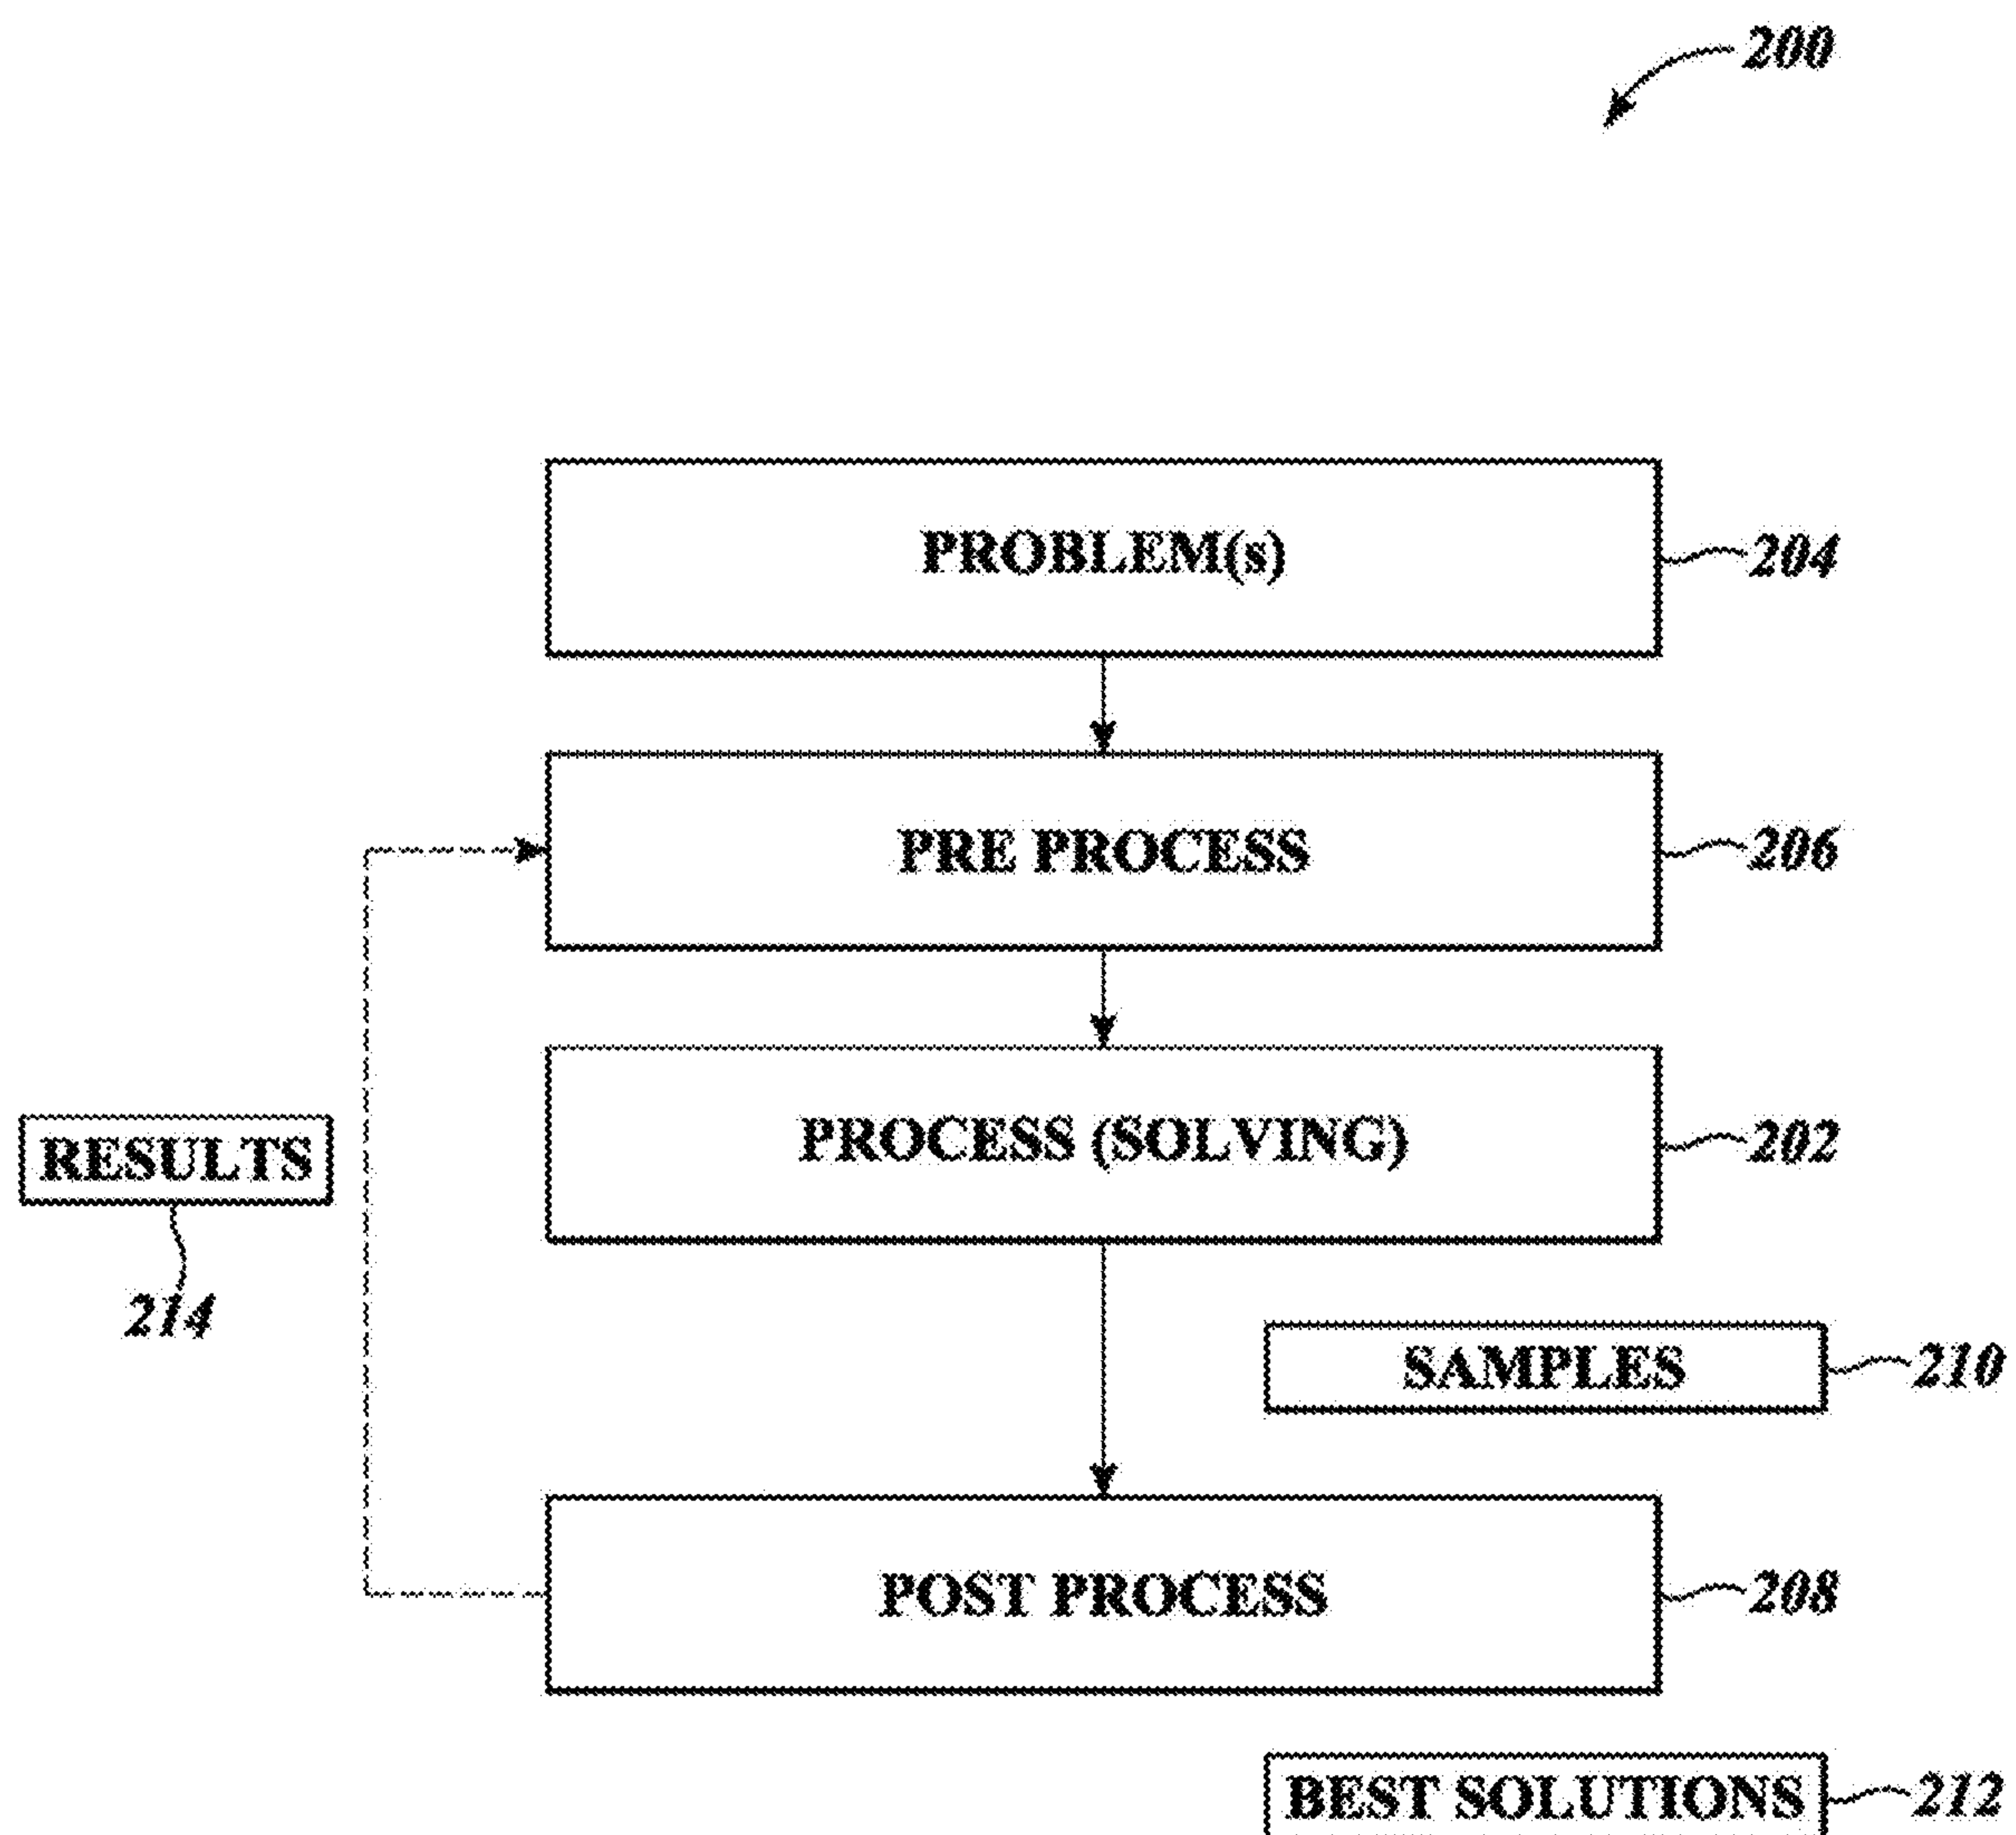 200
PROBLEM(s)
204
PRE PROCESS
206
PROCESS (SOLVING)
202
RESULTS
214
SAMPLES
210
POST PROCESS
208
BEST SOLUTIONS
212